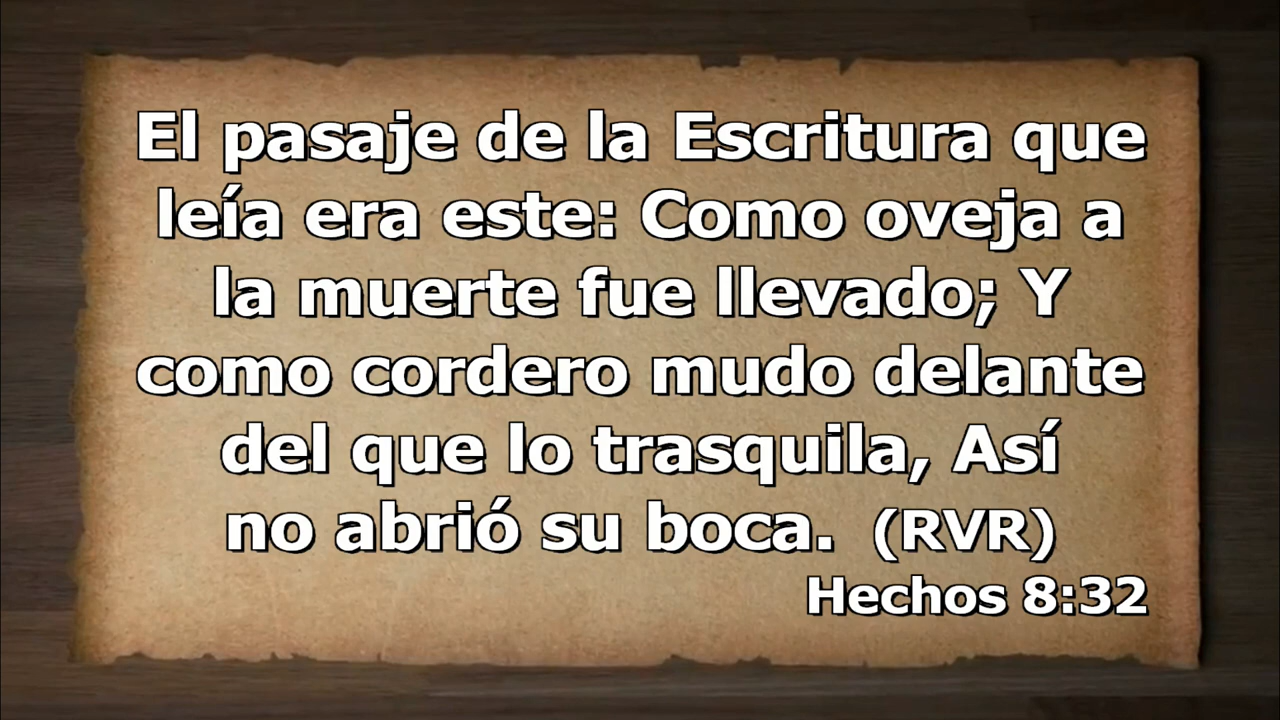 El pasaje de la Escritura que
leía era este: Como oveja a
la muerte fue llevado; Y
como cordero mudo delante
del que lo trasquila, Así
no abrió su boca. (RVR)
Hechos 8:32